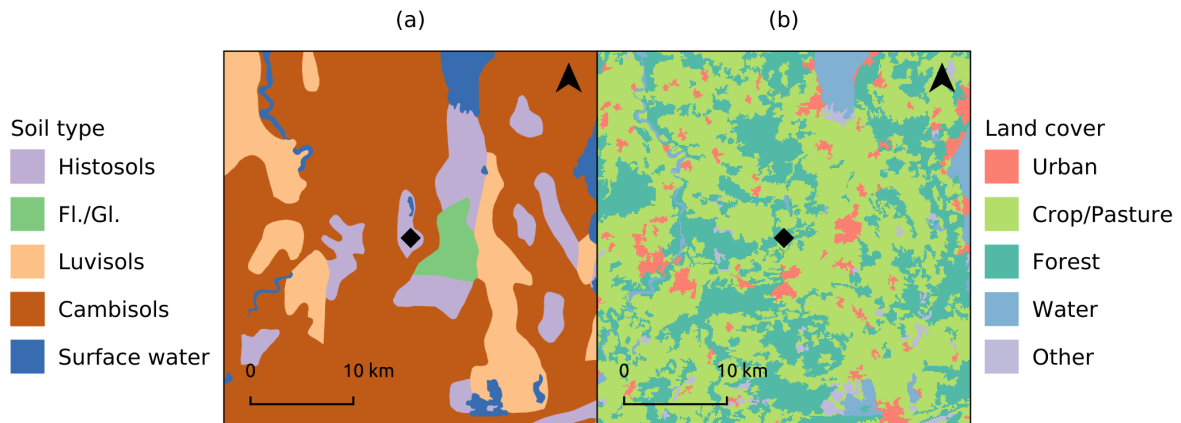 (a)
(b)
Soil type
Histosols
Fl./Gl.
Luvisols
Cambisols
Surface water
0 10 km
0 10 km
Land cover
Urban
Crop/Pasture
Forest
Water
Other